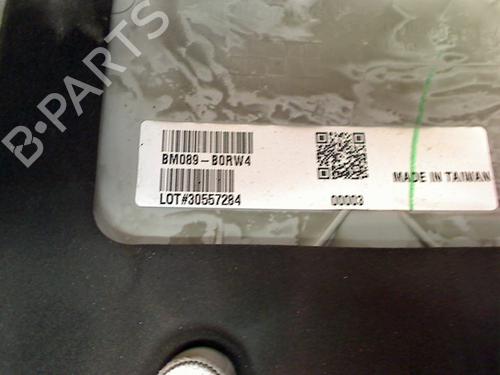 B-PARTS
BM089-B0RW4
LOT#30557284
00003
MADE IN TAIWAN